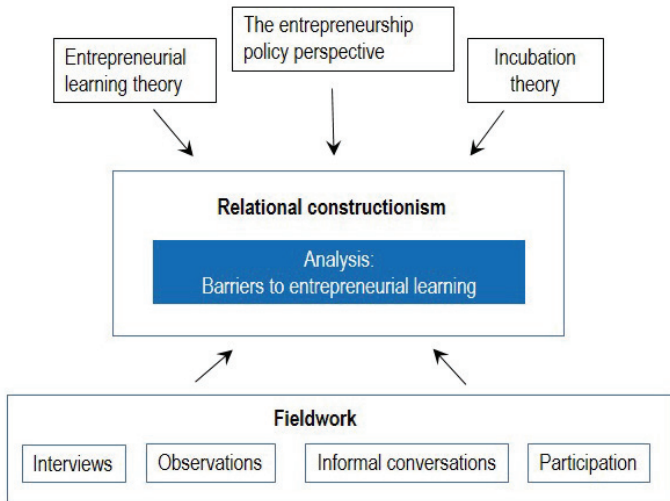 Entrepreneurial
learning theory
The entrepreneurship
policy perspective
Incubation
theory
Relational constructionism
Analysis:
Barriers to entrepreneurial learning
Fieldwork
Interviews
Observations
Informal conversations
Participation